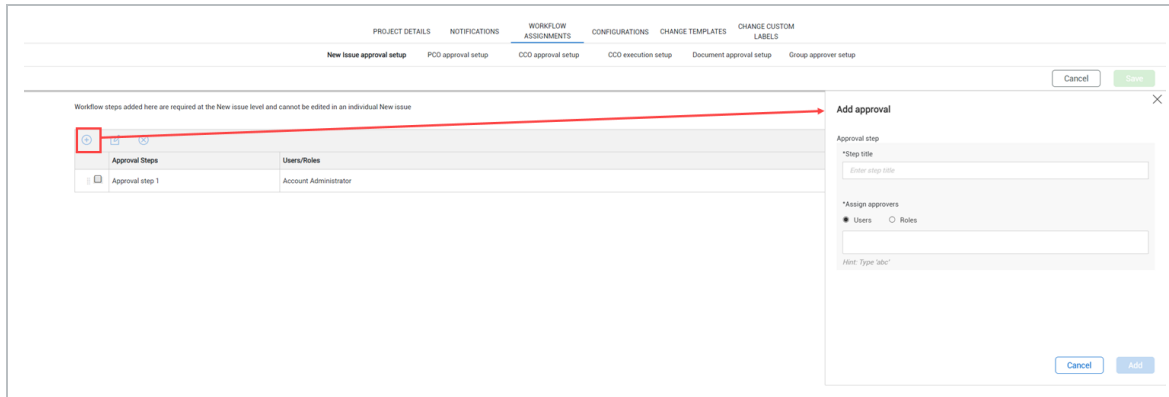 PROJECT DETAILS NOTIFICATIONS WORKFLOW ASSIGNMENTS CONFIGURATIONS CHANGE TEMPLATES CHANGE CUSTOM LABELS
New Issue approval setup PCO approval setup CCO approval setup CCO execution setup Document approval setup Group approver setup
Cancel Save
Workflow steps added here are required at the New issue level and cannot be edited in an individual New issue
Add approval
Approval step
*Step title
Enter step title
Approval Steps Users/Roles
Approval step 1 Account Administrator
*Assign approvers
Users Roles
Hint: Type 'abc'
Cancel Add